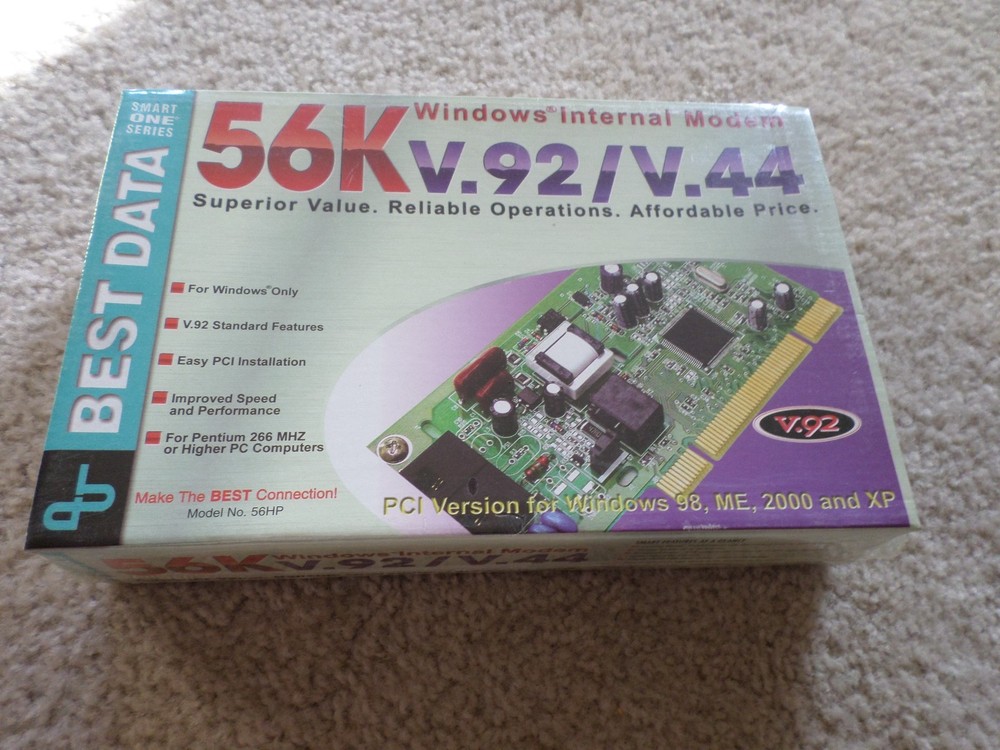 SMART
ONE
SERIES
BEST DATA
56K Windows® Internal Modem
V.92/V.44
Superior Value. Reliable Operations. Affordable Price.
For Windows® Only
V.92 Standard Features
Easy PCI Installation
Improved Speed
and Performance
For Pentium 266 MHZ
or Higher PC Computers
Make The BEST Connection!
Model No. 56HP
V.92
PCI Version for Windows 98, ME, 2000 and XP
56K Windows® Internal Modem
V.92/V.44